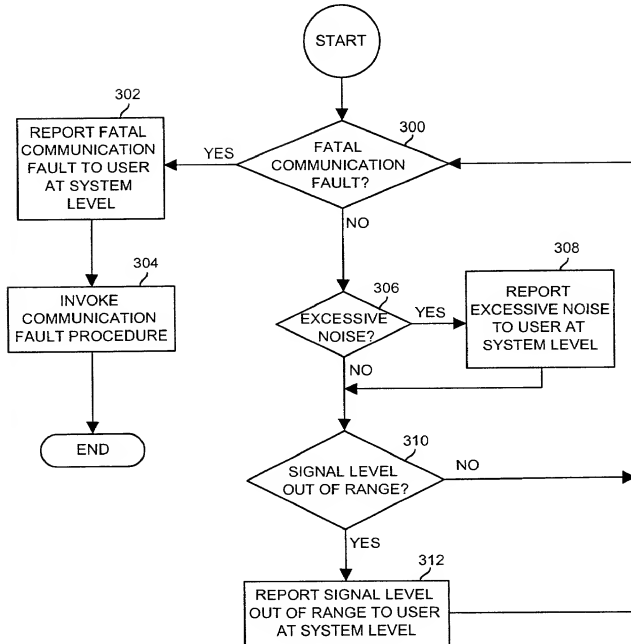 START
302
REPORT FATAL
COMMUNICATION
FAULT TO USER
AT SYSTEM
LEVEL
YES
300
FATAL
COMMUNICATION
FAULT?
NO
304
INVOKE
COMMUNICATION
FAULT PROCEDURE
END
306
EXCESSIVE
NOISE?
YES
308
REPORT
EXCESSIVE NOISE
TO USER AT
SYSTEM LEVEL
NO
310
SIGNAL LEVEL
OUT OF RANGE?
NO
YES
312
REPORT SIGNAL LEVEL
OUT OF RANGE TO USER
AT SYSTEM LEVEL